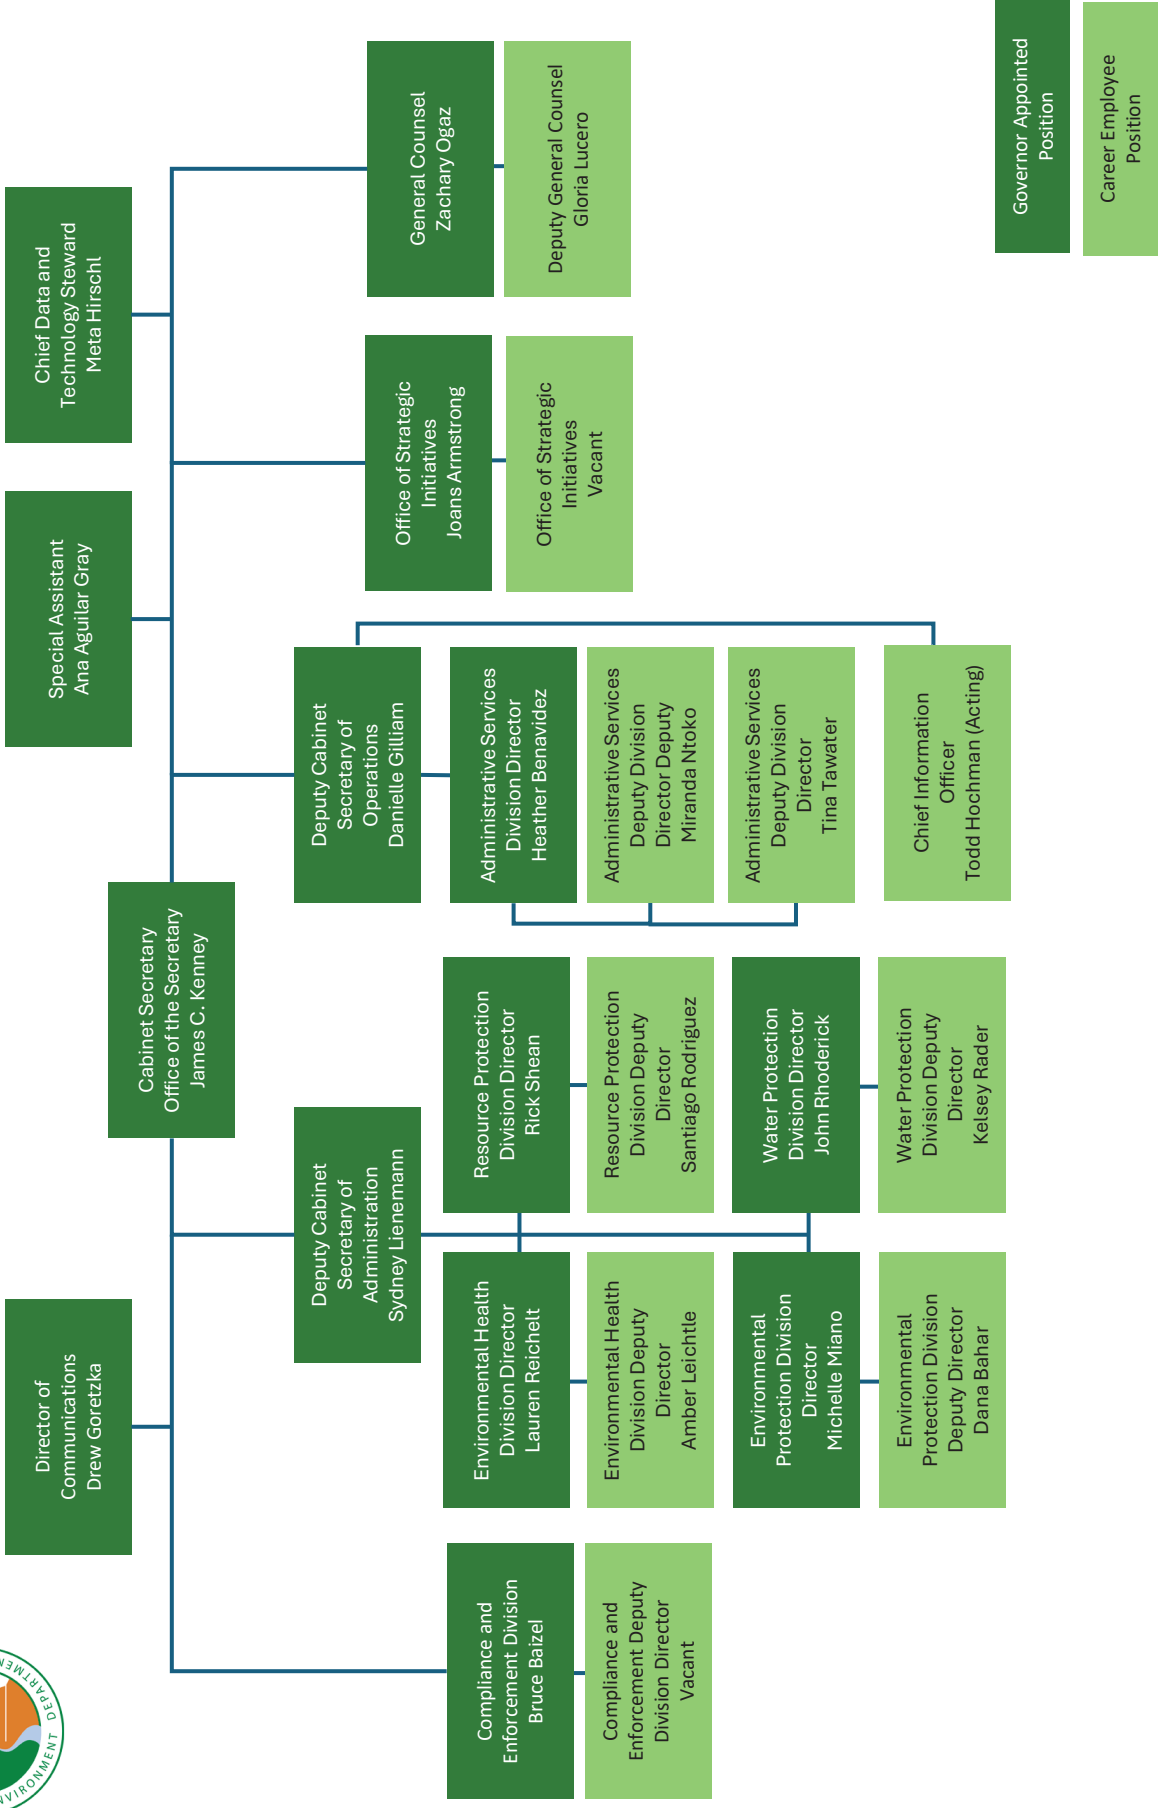 NVIRONMENT DEPARTMEN
Director of
Communications
Drew Goretzka
Special Assistant
Ana Aguilar Gray
Chief Data and
Technology Steward
Meta Hirschl
Cabinet Secretary
Office of the Secretary
James C. Kenney
Compliance and
Enforcement Division
Bruce Baizel
Compliance and
Enforcement Deputy
Division Director
Vacant
Deputy Cabinet
Secretary of
Administration
Sydney Lienemann
Environmental Health
Division Director
Lauren Reichelt
Environmental Health
Division Deputy
Director
Amber Leichtle
Environmental
Protection Division
Director
Michelle Miano
Environmental
Protection Division
Deputy Director
Dana Bahar
Resource Protection
Division Director
Rick Shean
Resource Protection
Division Deputy
Director
Santiago Rodriguez
Water Protection
Division Director
John Rhoderick
Water Protection
Division Deputy
Director
Kelsey Rader
Deputy Cabinet
Secretary of
Operations
Danielle Gilliam
Administrative Services
Division Director
Heather Benavidez
Administrative Services
Deputy Division
Director Deputy
Miranda Ntoko
Administrative Services
Deputy Division
Director
Tina Tawater
Chief Information
Officer
Todd Hochman (Acting)
Office of Strategic
Initiatives
Joans Armstrong
Office of Strategic
Initiatives
Vacant
General Counsel
Zachary Ogaz
Deputy General Counsel
Gloria Lucero
Governor Appointed
Position
Career Employee
Position